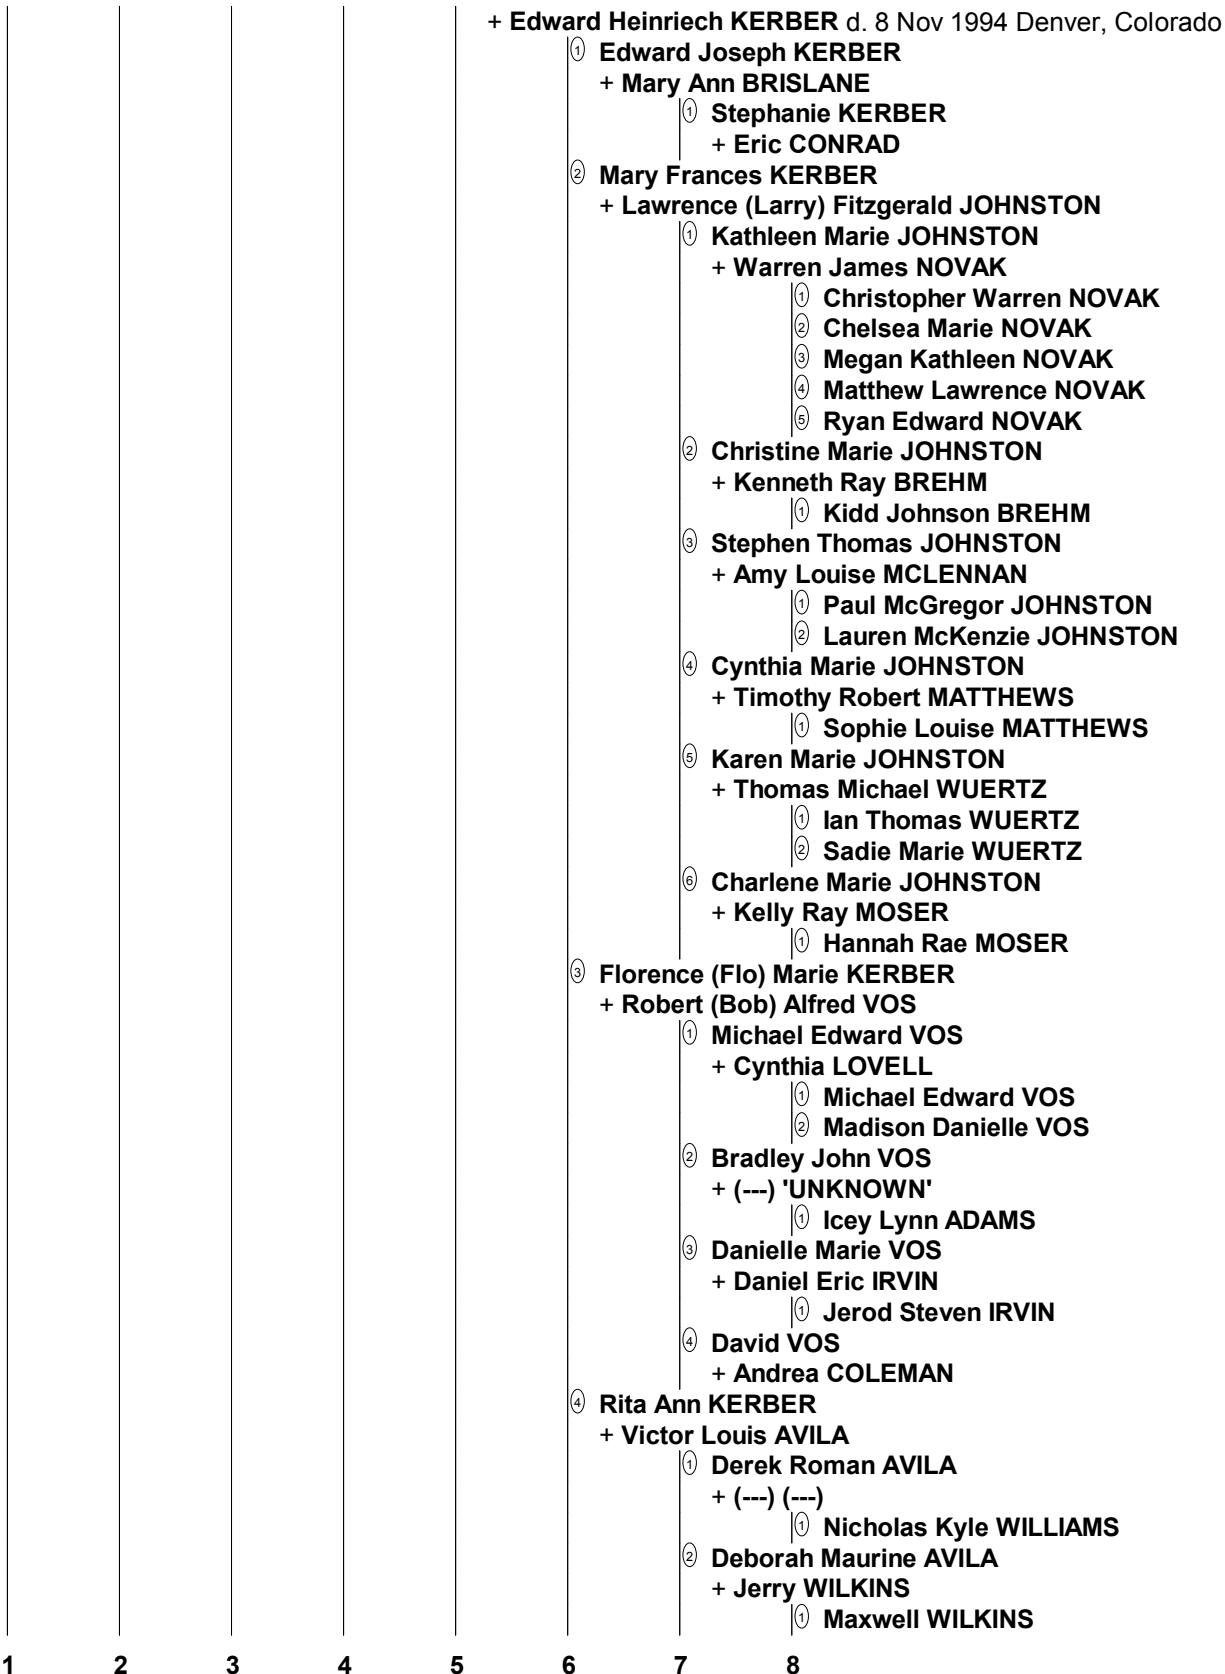 + Edward Heinriech KERBER d. 8 Nov 1994 Denver, Colorado
1 Edward Joseph KERBER
+ Mary Ann BRISLANE
1 Stephanie KERBER
+ Eric CONRAD
2 Mary Frances KERBER
+ Lawrence (Larry) Fitzgerald JOHNSTON
1 Kathleen Marie JOHNSTON
+ Warren James NOVAK
1 Christopher Warren NOVAK
2 Chelsea Marie NOVAK
3 Megan Kathleen NOVAK
4 Matthew Lawrence NOVAK
5 Ryan Edward NOVAK
2 Christine Marie JOHNSTON
+ Kenneth Ray BREHM
1 Kidd Johnson BREHM
3 Stephen Thomas JOHNSTON
+ Amy Louise MCLENNAN
1 Paul McGregor JOHNSTON
2 Lauren McKenzie JOHNSTON
4 Cynthia Marie JOHNSTON
+ Timothy Robert MATTHEWS
1 Sophie Louise MATTHEWS
5 Karen Marie JOHNSTON
+ Thomas Michael WUERTZ
1 Ian Thomas WUERTZ
2 Sadie Marie WUERTZ
6 Charlene Marie JOHNSTON
+ Kelly Ray MOSER
1 Hannah Rae MOSER
3 Florence (Flo) Marie KERBER
+ Robert (Bob) Alfred VOS
1 Michael Edward VOS
+ Cynthia LOVELL
1 Michael Edward VOS
2 Madison Danielle VOS
2 Bradley John VOS
+ (---) 'UNKNOWN'
1 Icey Lynn ADAMS
3 Danielle Marie VOS
+ Daniel Eric IRVIN
1 Jerod Steven IRVIN
4 David VOS
+ Andrea COLEMAN
4 Rita Ann KERBER
+ Victor Louis AVILA
1 Derek Roman AVILA
+ (---) (---)
1 Nicholas Kyle WILLIAMS
2 Deborah Maurine AVILA
+ Jerry WILKINS
1 Maxwell WILKINS
1 2 3 4 5 6 7 8